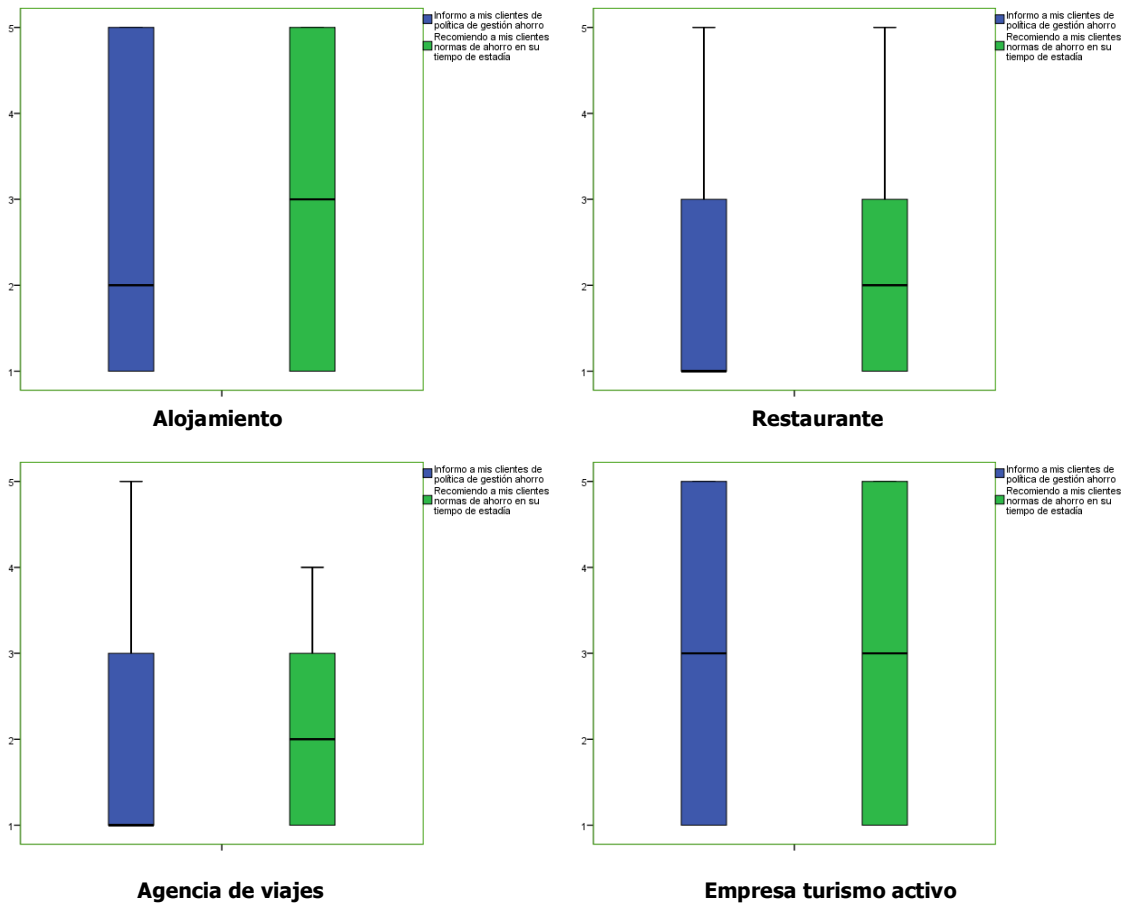 5
4
3
2
1
Informo a mis clientes de
política de gestión ahorro
Recomiendo a mis clientes
normas de ahorro en su
tiempo de estadía
Alojamiento
5
4
3
2
1
Informo a mis clientes de
política de gestión ahorro
Recomiendo a mis clientes
normas de ahorro en su
tiempo de estadía
Restaurante
5
4
3
2
1
Informo a mis clientes de
política de gestión ahorro
Recomiendo a mis clientes
normas de ahorro en su
tiempo de estadía
Agencia de viajes
5
4
3
2
1
Informo a mis clientes de
política de gestión ahorro
Recomiendo a mis clientes
normas de ahorro en su
tiempo de estadía
Empresa turismo activo